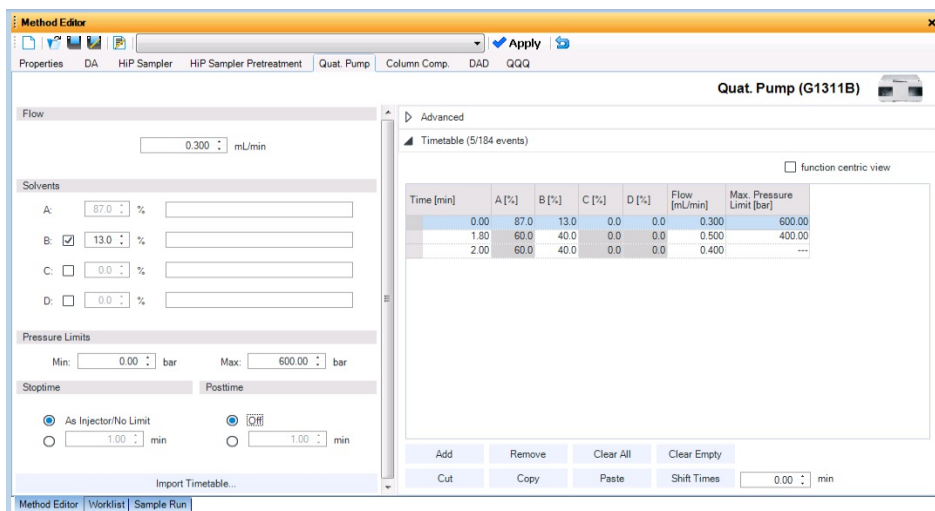 Method Editor
Apply
Properties DA HiP Sampler HiP Sampler Pretreatment Quat. Pump Column Comp. DAD QQQ
Quat. Pump (G1311B)
Flow
0.300 mL/min
Solvents
A: 87.0 %
B: 13.0 %
C: 0.0 %
D: 0.0 %
Pressure Limits
Min: 0.00 bar Max: 600.00 bar
Stoptime Posttime
As Injector/No Limit Off
1.00 min 1.00 min
Import Timetable...
Advanced
Timetable (5/184 events)
function centric view
Time [min] A [%] B [%] C [%] D [%] Flow [mL/min] Max. Pressure Limit [bar]
0.00 87.0 13.0 0.0 0.0 0.300 600.00
1.80 60.0 40.0 0.0 0.0 0.500 400.00
2.00 60.0 40.0 0.0 0.0 0.400 ---
Add Remove Clear All Clear Empty
Cut Copy Paste Shift Times 0.00 min
Method Editor Worklist Sample Run